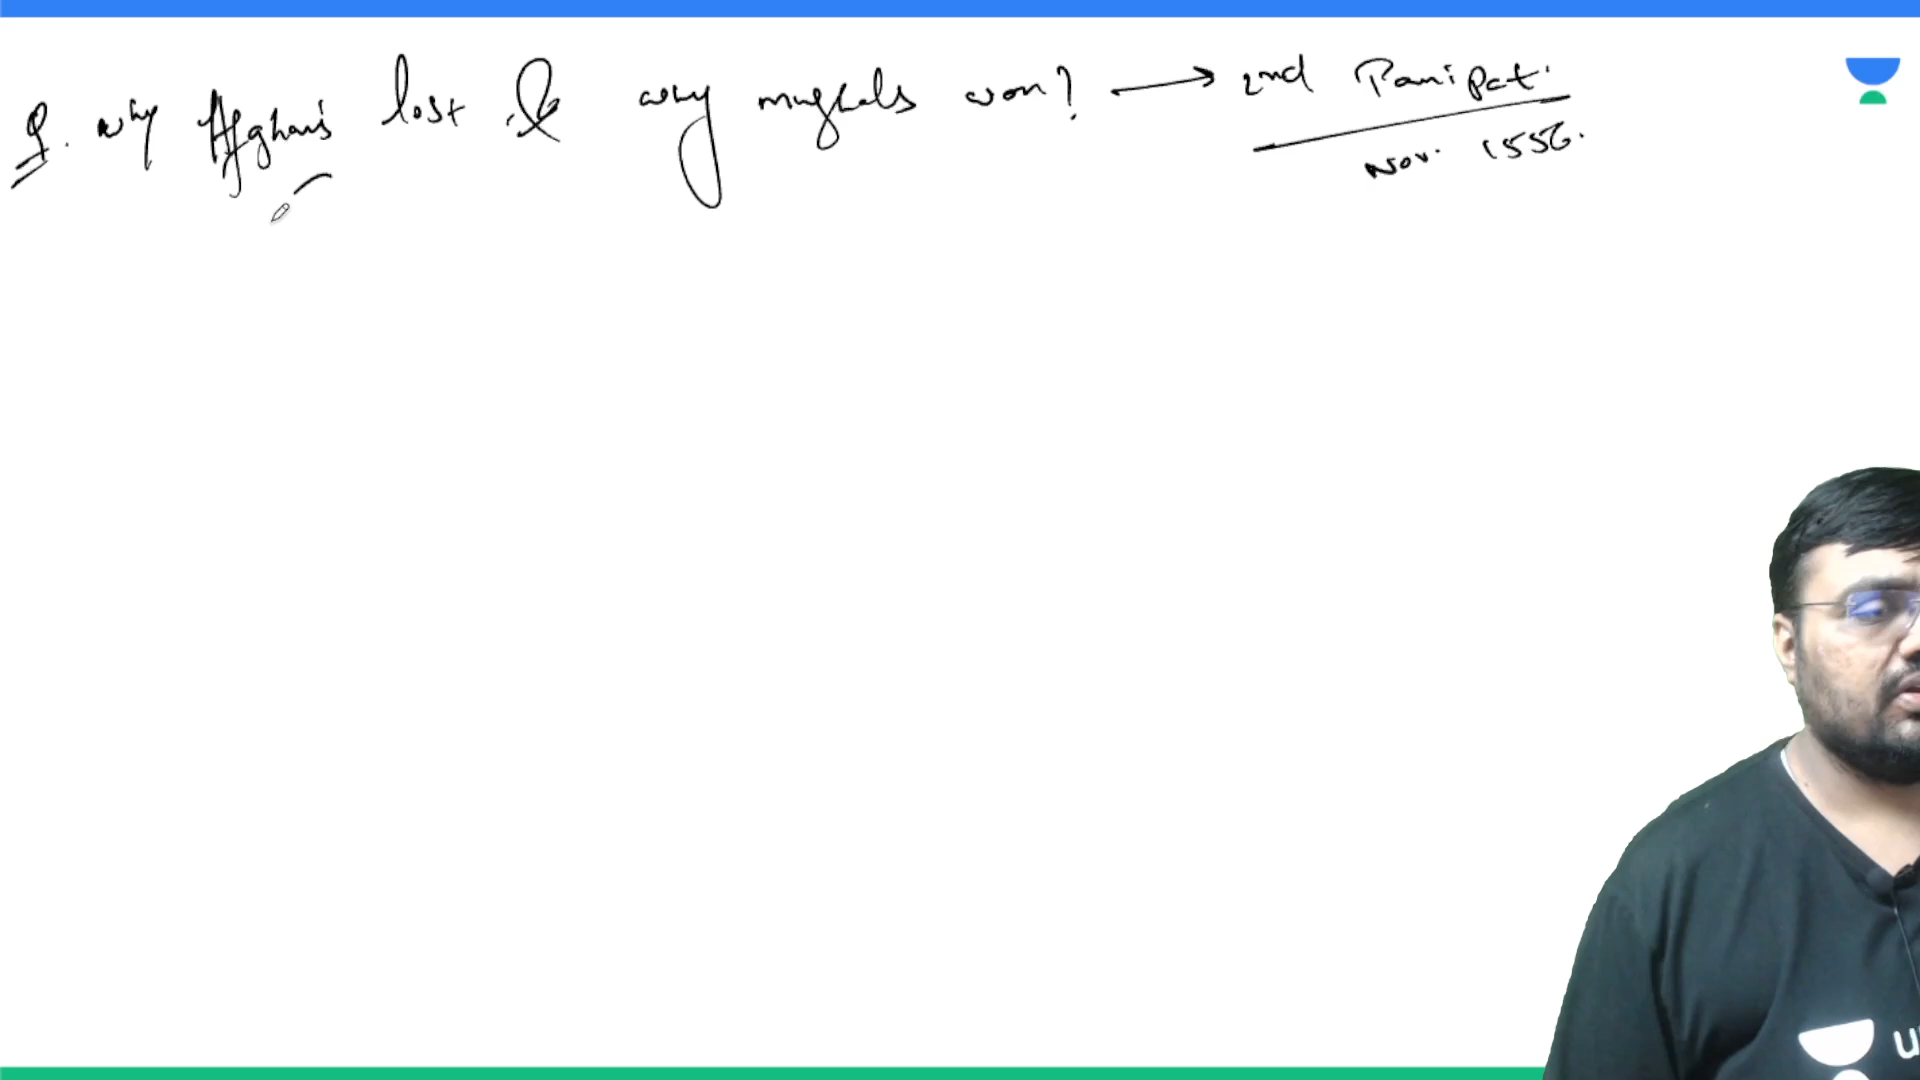 Q. why Afghans lost & why mughals won? → 2nd Panipat.
Nov. 1556.
u